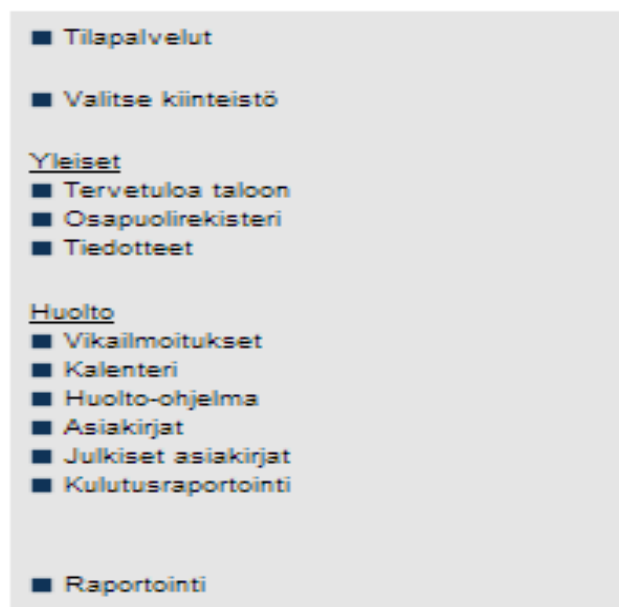 Tilapalvelut
Valitse kiinteistö
Yleiset
Tervetuloa taloon
Osapuolirekisteri
Tiedotteet
Huolto
Vikailmoitukset
Kalenteri
Huolto-ohjelma
Asiakirjat
Julkiset asiakirjat
Kulutusraportointi
Raportointi